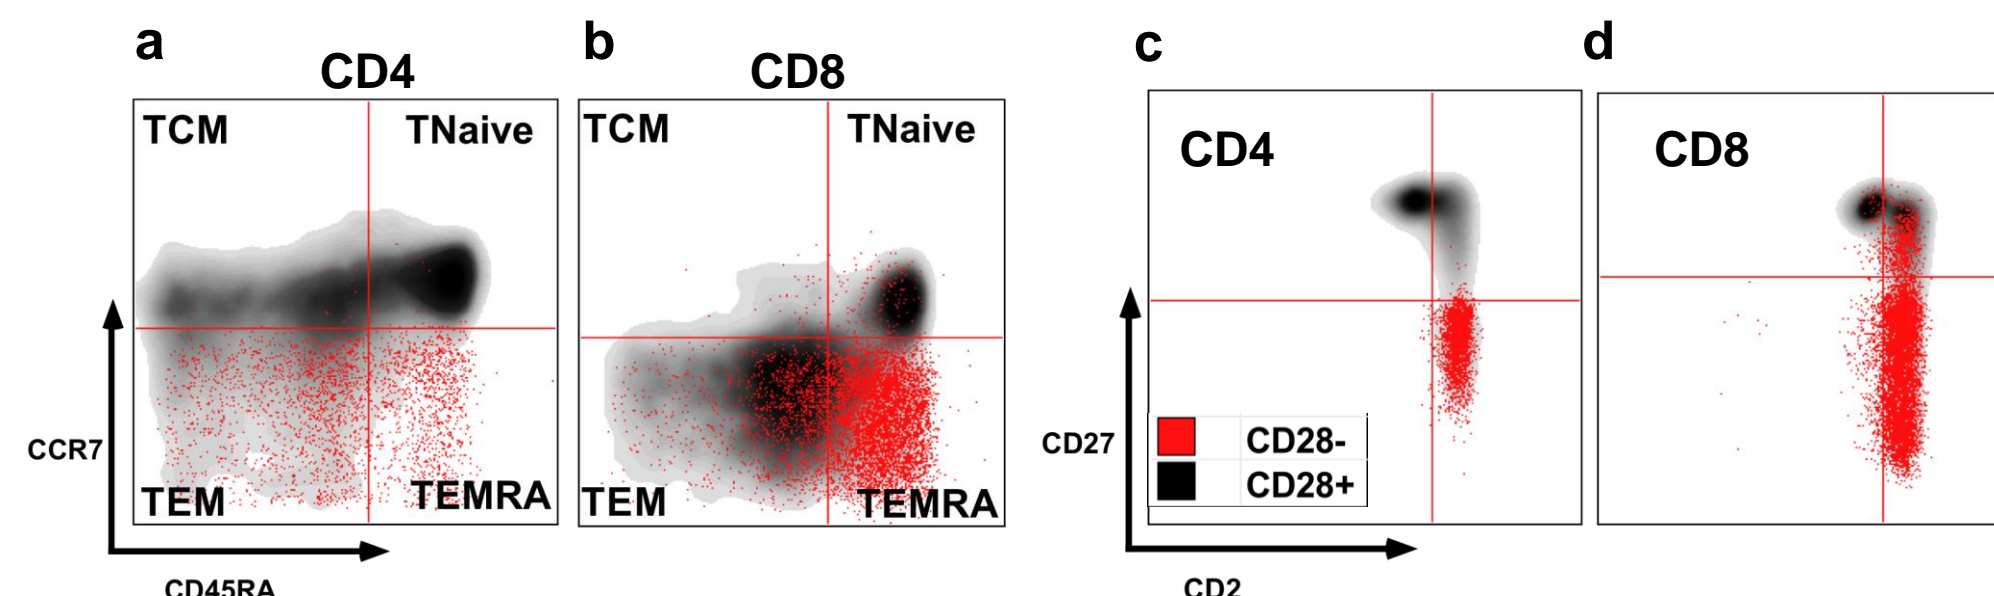 a
CD4
TCM
TNaive
TEM
TEMRA
CCR7
CD45RA
b
CD8
TCM
TNaive
TEM
TEMRA
c
CD4
CD28-
CD28+
CD27
CD2
d
CD8